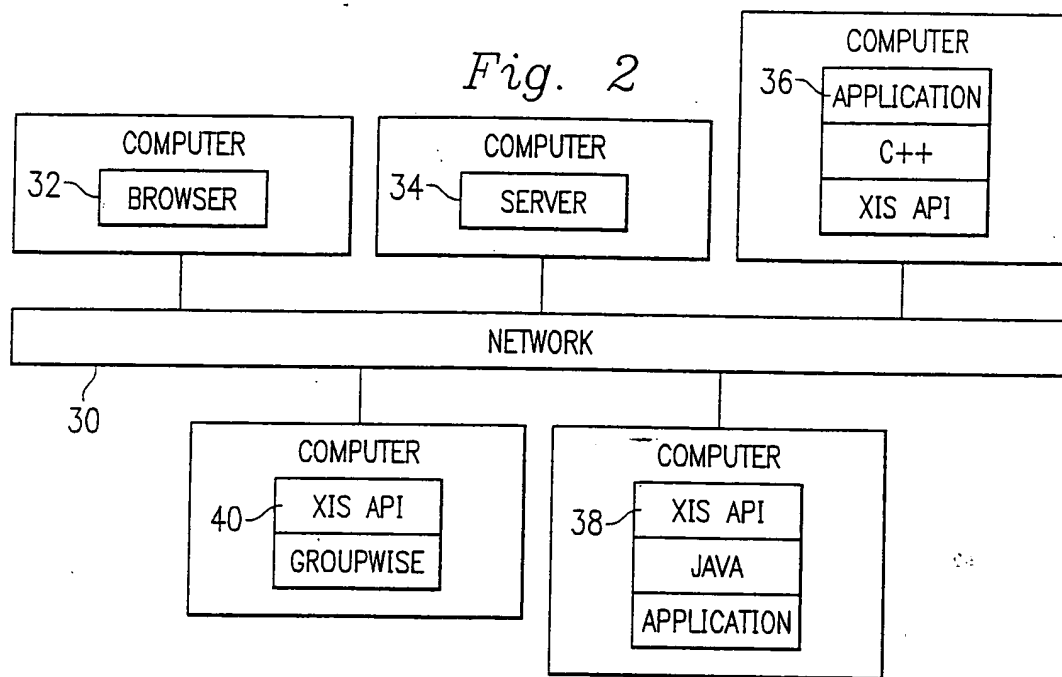 Fig. 2
COMPUTER
32
BROWSER
COMPUTER
34
SERVER
COMPUTER
36
APPLICATION
C++
XIS API
NETWORK
30
COMPUTER
40
XIS API
GROUPWISE
COMPUTER
38
XIS API
JAVA
APPLICATION